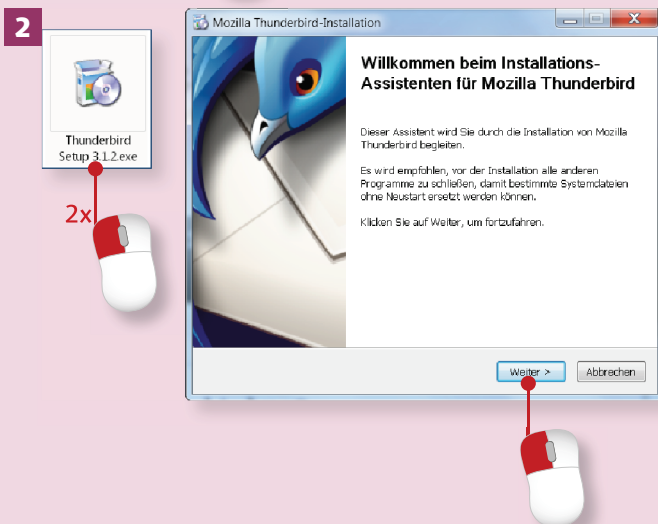 2
Mozilla Thunderbird-Installation
Thunderbird
Setup 3.1.2.exe
2x
Willkommen beim Installations-
Assistenten für Mozilla Thunderbird
Dieser Assistent wird Sie durch die Installation von Mozilla
Thunderbird begleiten.
Es wird empfohlen, vor der Installation alle anderen
Programme zu schließen, damit bestimmte Systemdateien
ohne Neustart ersetzt werden können.
Klicken Sie auf Weiter, um fortzufahren.
Weiter >
Abbrechen